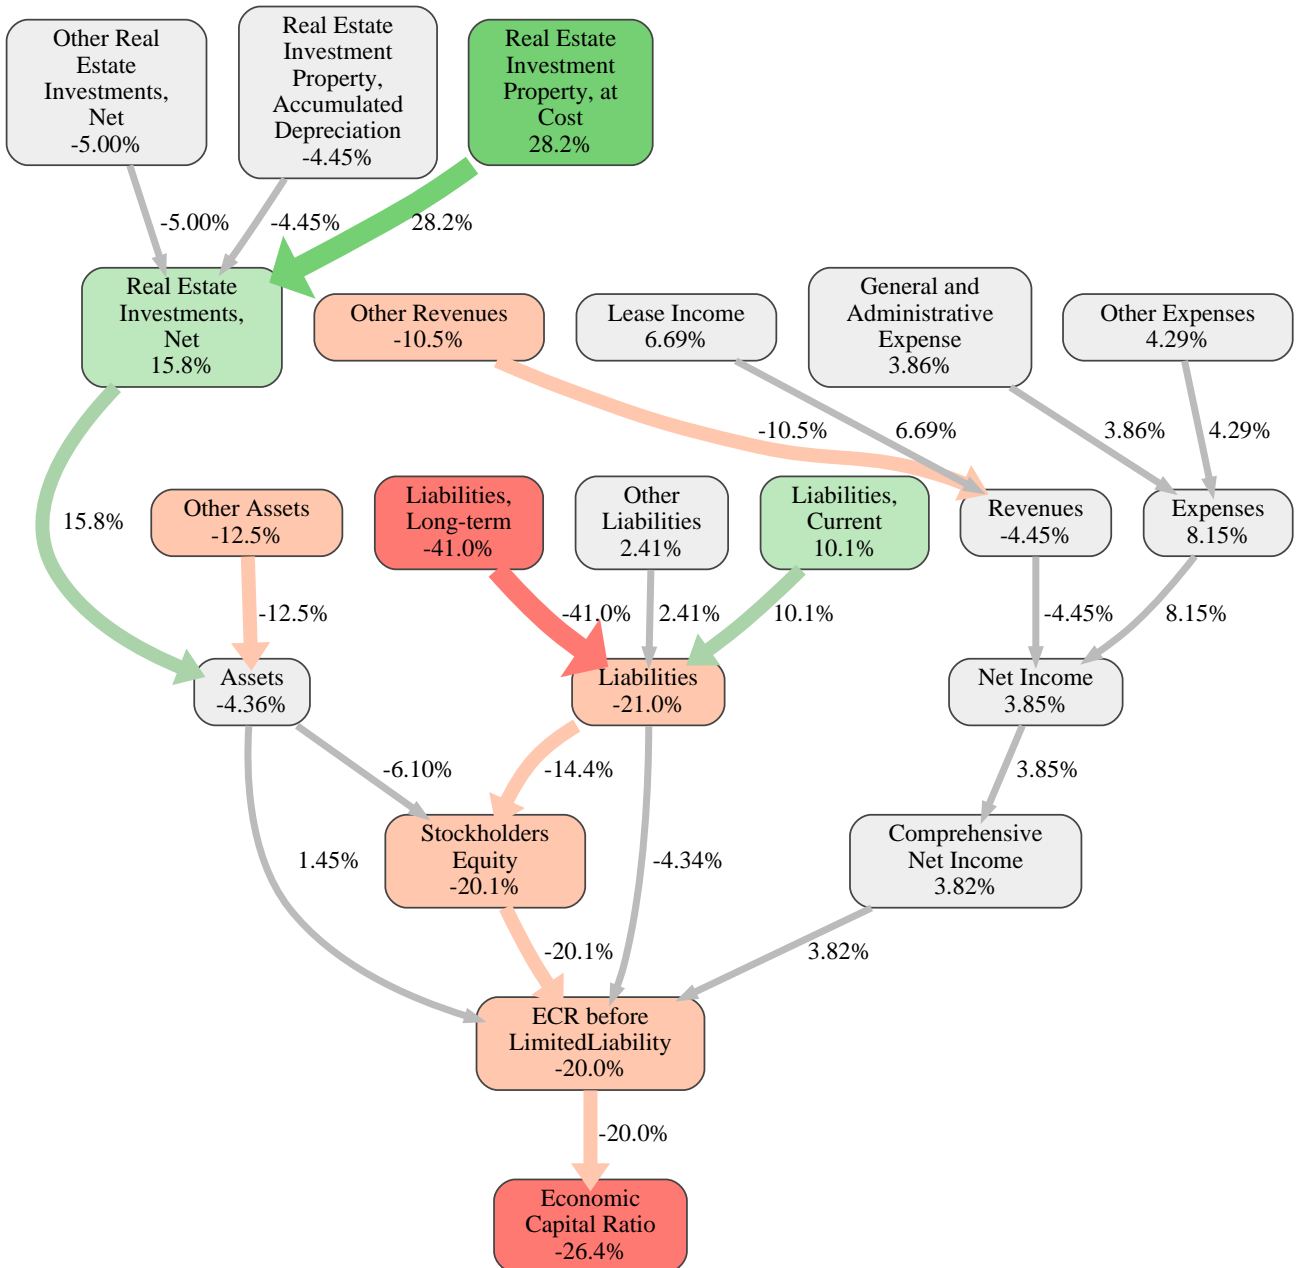 Other Real
Estate
Investments,
Net
-5.00%
Real Estate
Investment
Property,
Accumulated
Depreciation
-4.45%
Real Estate
Investment
Property, at
Cost
28.2%
-5.00%
-4.45%
28.2%
Real Estate
Investments,
Net
15.8%
Other Revenues
-10.5%
Lease Income
6.69%
General and
Administrative
Expense
3.86%
Other Expenses
4.29%
-10.5%
6.69%
3.86%
4.29%
15.8%
Other Assets
-12.5%
Liabilities,
Long-term
-41.0%
Other
Liabilities
2.41%
Liabilities,
Current
10.1%
Revenues
-4.45%
Expenses
8.15%
-12.5%
-41.0%
2.41%
10.1%
-4.45%
8.15%
Assets
-4.36%
Liabilities
-21.0%
Net Income
3.85%
-6.10%
-14.4%
3.85%
1.45%
Stockholders
Equity
-20.1%
-4.34%
Comprehensive
Net Income
3.82%
-20.1%
3.82%
ECR before
LimitedLiability
-20.0%
-20.0%
Economic
Capital Ratio
-26.4%